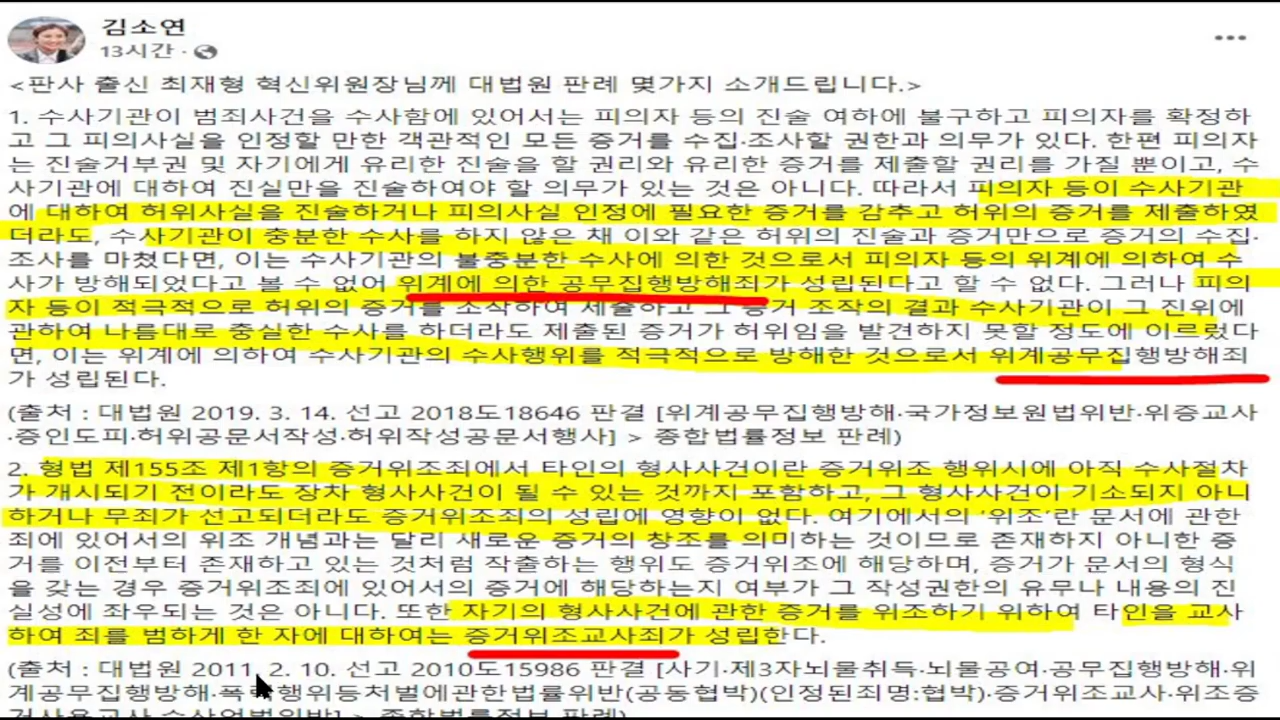 김소연
13시간 ·
<판사 출신 최재형 혁신위원장님께 대법원 판례 몇가지 소개드립니다.>
1. 수사기관이 범죄사건을 수사함에 있어서는 피의자 등의 진술 여하에 불구하고 피의자를 확정하
고 그 피의사실을 인정할 만한 객관적인 모든 증거를 수집·조사할 권한과 의무가 있다. 한편 피의자
는 진술거부권 및 자기에게 유리한 진술을 할 권리와 유리한 증거를 제출할 권리를 가질 뿐이고, 수
사기관에 대하여 진실만을 진술하여야 할 의무가 있는 것은 아니다. 따라서 피의자 등이 수사기관
에 대하여 허위사실을 진술하거나 피의사실 인정에 필요한 증거를 감추고 허위의 증거를 제출하였
더라도, 수사기관이 충분한 수사를 하지 않은 채 이와 같은 허위의 진술과 증거만으로 증거의 수집·
조사를 마쳤다면, 이는 수사기관의 불충분한 수사에 의한 것으로서 피의자 등의 위계에 의하여 수
사가 방해되었다고 볼 수 없어 위계에 의한 공무집행방해죄가 성립된다고 할 수 없다. 그러나 피의
자 등이 적극적으로 허위의 증거를 조작하여 제출하고 그 증거 조작의 결과 수사기관이 그 진위에
관하여 나름대로 충실한 수사를 하더라도 제출된 증거가 허위임을 발견하지 못할 정도에 이르렀다
면, 이는 위계에 의하여 수사기관의 수사행위를 적극적으로 방해한 것으로서 위계공무집행방해죄
가 성립된다.
(출처 : 대법원 2019. 3. 14. 선고 2018도18646 판결 [위계공무집행방해·국가정보원법위반·위증교사
·증인도피·허위공문서작성·허위작성공문서행사] > 종합법률정보 판례)
2. 형법 제155조 제1항의 증거위조죄에서 타인의 형사사건이란 증거위조 행위시에 아직 수사절차
가 개시되기 전이라도 장차 형사사건이 될 수 있는 것까지 포함하고, 그 형사사건이 기소되지 아니
하거나 무죄가 선고되더라도 증거위조죄의 성립에 영향이 없다. 여기에서의 '위조'란 문서에 관한
죄에 있어서의 위조 개념과는 달리 새로운 증거의 창조를 의미하는 것이므로 존재하지 아니한 증
거를 이전부터 존재하고 있는 것처럼 작출하는 행위도 증거위조에 해당하며, 증거가 문서의 형식
을 갖는 경우 증거위조죄에 있어서의 증거에 해당하는지 여부가 그 작성권한의 유무나 내용의 진
실성에 좌우되는 것은 아니다. 또한 자기의 형사사건에 관한 증거를 위조하기 위하여 타인을 교사
하여 죄를 범하게 한 자에 대하여는 증거위조교사죄가 성립한다.
(출처 : 대법원 2011. 2. 10. 선고 2010도15986 판결 [사기·제3자뇌물취득·뇌물공여·공무집행방해·위
계공무집행방해·폭력행위등처벌에관한법률위반(공동협박)(인정된죄명:협박)·증거위조교사·위조증
거사용교사·수산업법위반] > 종합법률정보 판례)